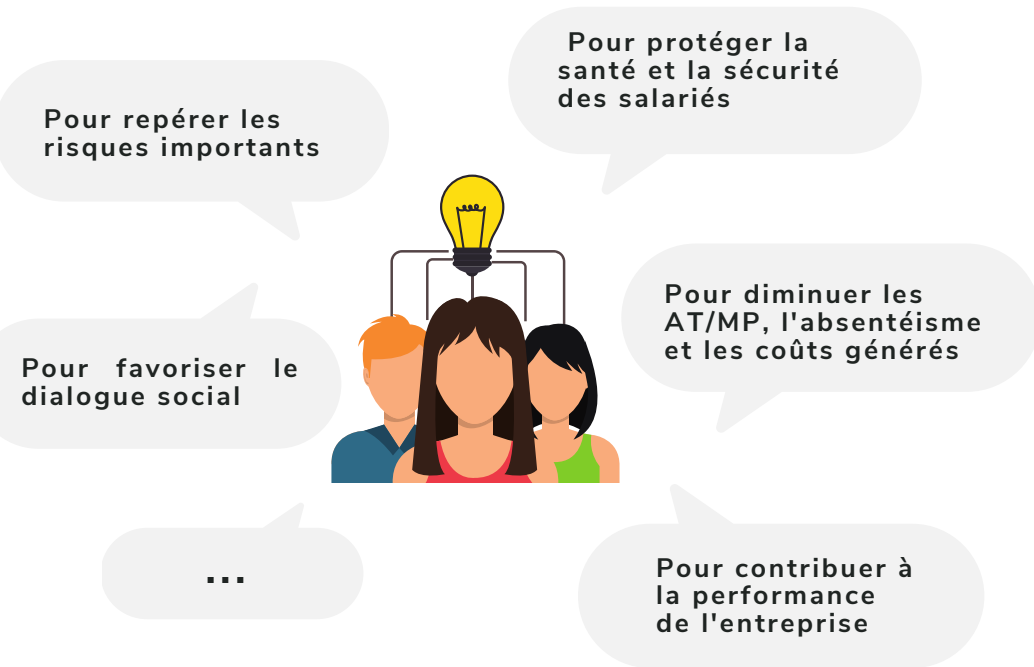 Pour protéger la
santé et la sécurité
des salariés
Pour repérer les
risques importants
Pour diminuer les
AT/MP, l'absentéisme
et les coûts générés
Pour favoriser le
dialogue social
...
Pour contribuer à
la performance
de l'entreprise